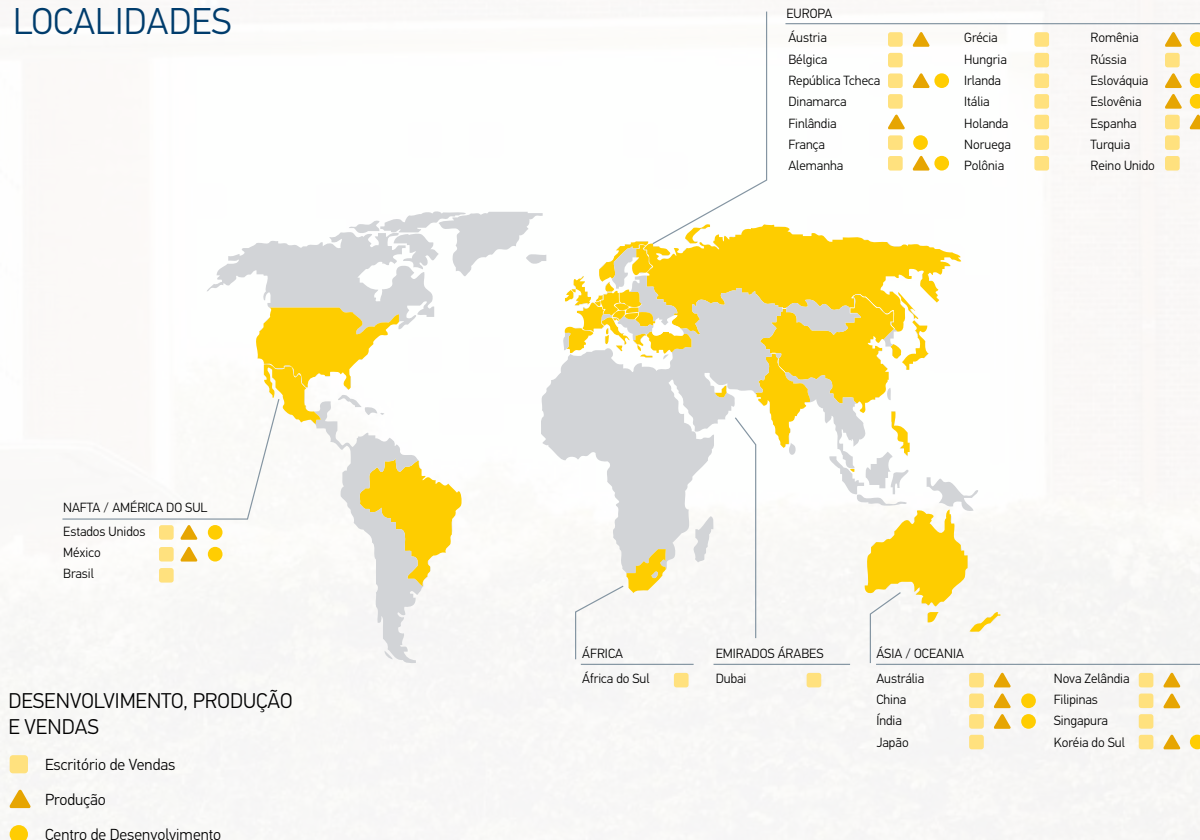 LOCALIDADES
EUROPA
Áustria
Bélgica
República Tcheca
Dinamarca
Finlândia
França
Alemanha
Grécia
Hungria
Irlanda
Itália
Holanda
Noruega
Polônia
Romênia
Rússia
Eslováquia
Eslovênia
Espanha
Turquia
Reino Unido
NAFTA / AMÉRICA DO SUL
Estados Unidos
México
Brasil
ÁFRICA
África do Sul
EMIRADOS ÁRABES
Dubai
ÁSIA / OCEANIA
Austrália
China
Índia
Japão
Nova Zelândia
Filipinas
Singapura
Koréia do Sul
DESENVOLVIMENTO, PRODUÇÃO
E VENDAS
Escritório de Vendas
Produção
Centro de Desenvolvimento